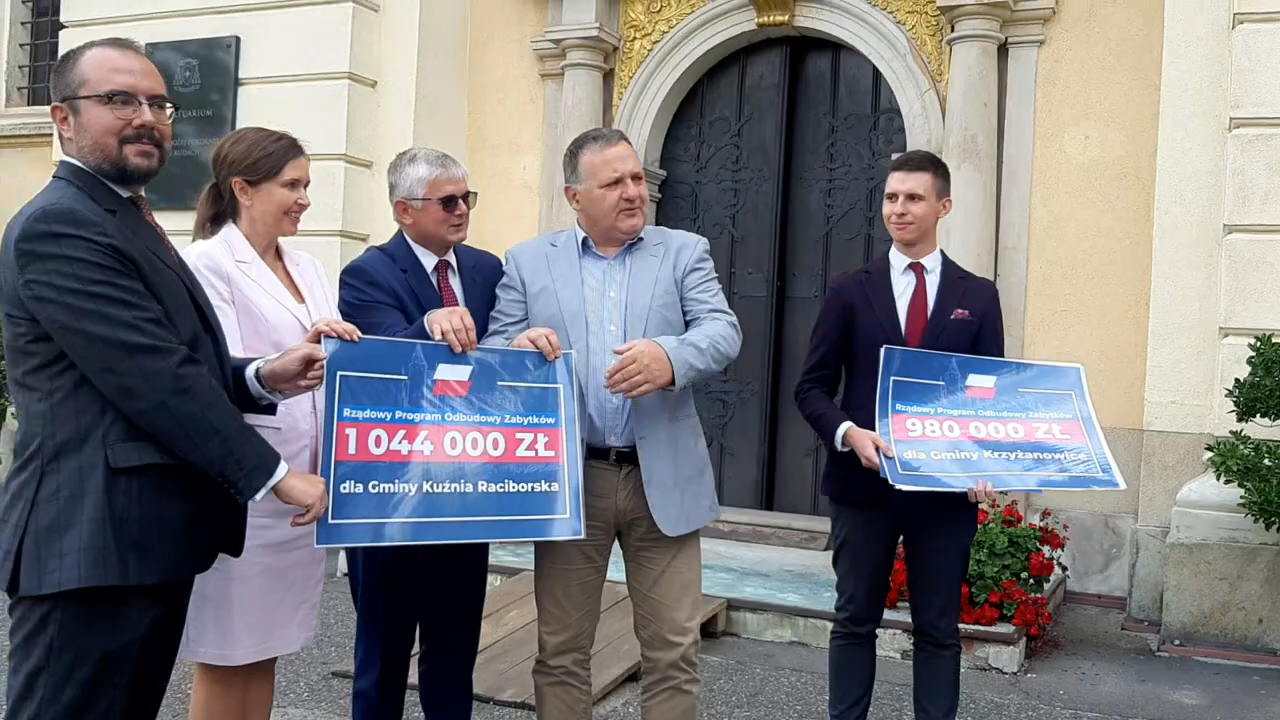 Rządowy Program Odbudowy Zabytków
1 044 000 ZŁ
dla Gminy Kuźnia Raciborska
Rządowy Program Odbudowy Zabytków
980 000 ZŁ
dla Gminy Krzyżanowice